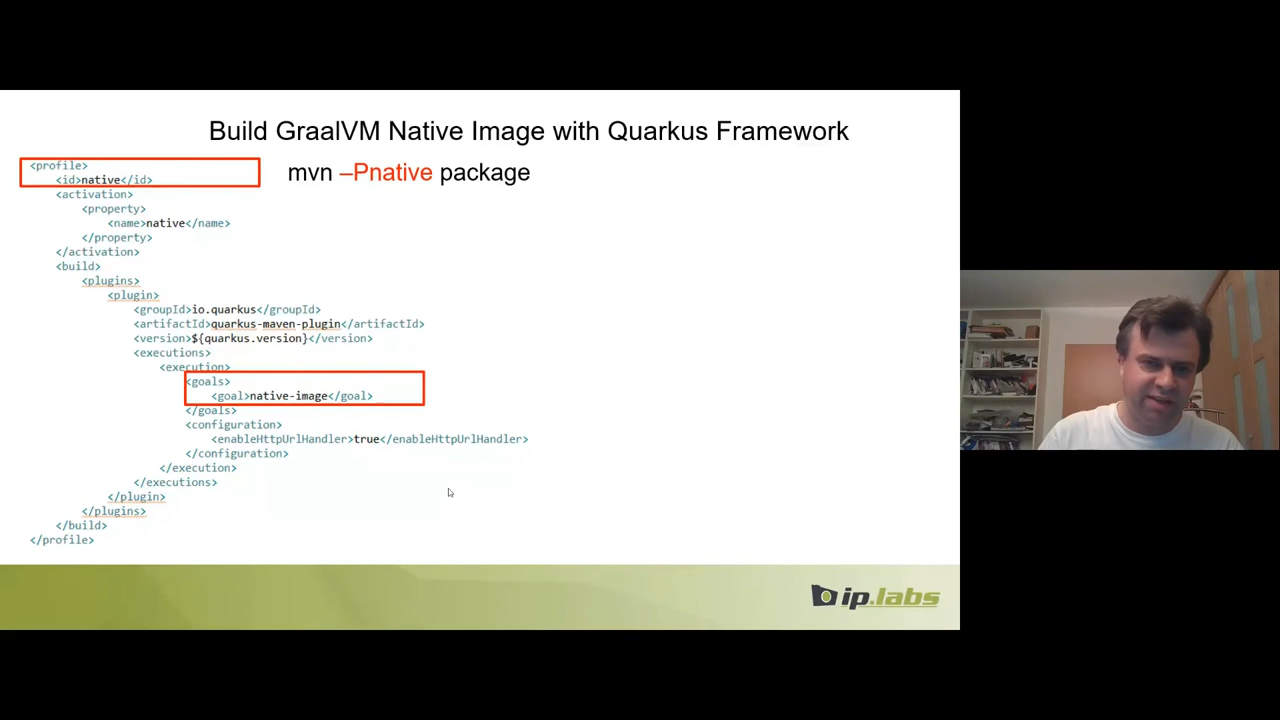 Build GraalVM Native Image with Quarkus Framework
mvn –Pnative package
<profile>
<id>native</id>
<activation>
<property>
<name>native</name>
</property>
</activation>
<build>
<plugins>
<plugin>
<groupId>io.quarkus</groupId>
<artifactId>quarkus-maven-plugin</artifactId>
<version>${quarkus.version}</version>
<executions>
<execution>
<goals>
<goal>native-image</goal>
</goals>
<configuration>
<enableHttpUrlHandler>true</enableHttpUrlHandler>
</configuration>
</execution>
</executions>
</plugin>
</plugins>
</build>
</profile>
ip.labs